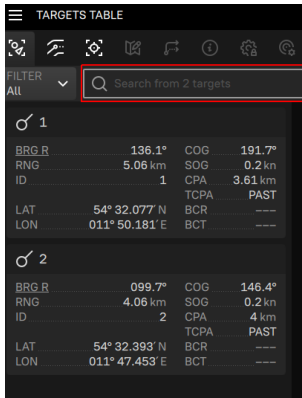 TARGETS TABLE
FILTER
All
Search from 2 targets
1
BRG R 136.1° COG 191.7°
RNG 5.06 km SOG 0.2 kn
ID 1 CPA 3.61 km
TCPA PAST
LAT 54° 32.077′ N BCR ---
LON 011° 50.181′ E BCT ---
2
BRG R 099.7° COG 146.4°
RNG 4.06 km SOG 0.2 kn
ID 2 CPA 4 km
TCPA PAST
LAT 54° 32.393′ N BCR ---
LON 011° 47.453′ E BCT ---